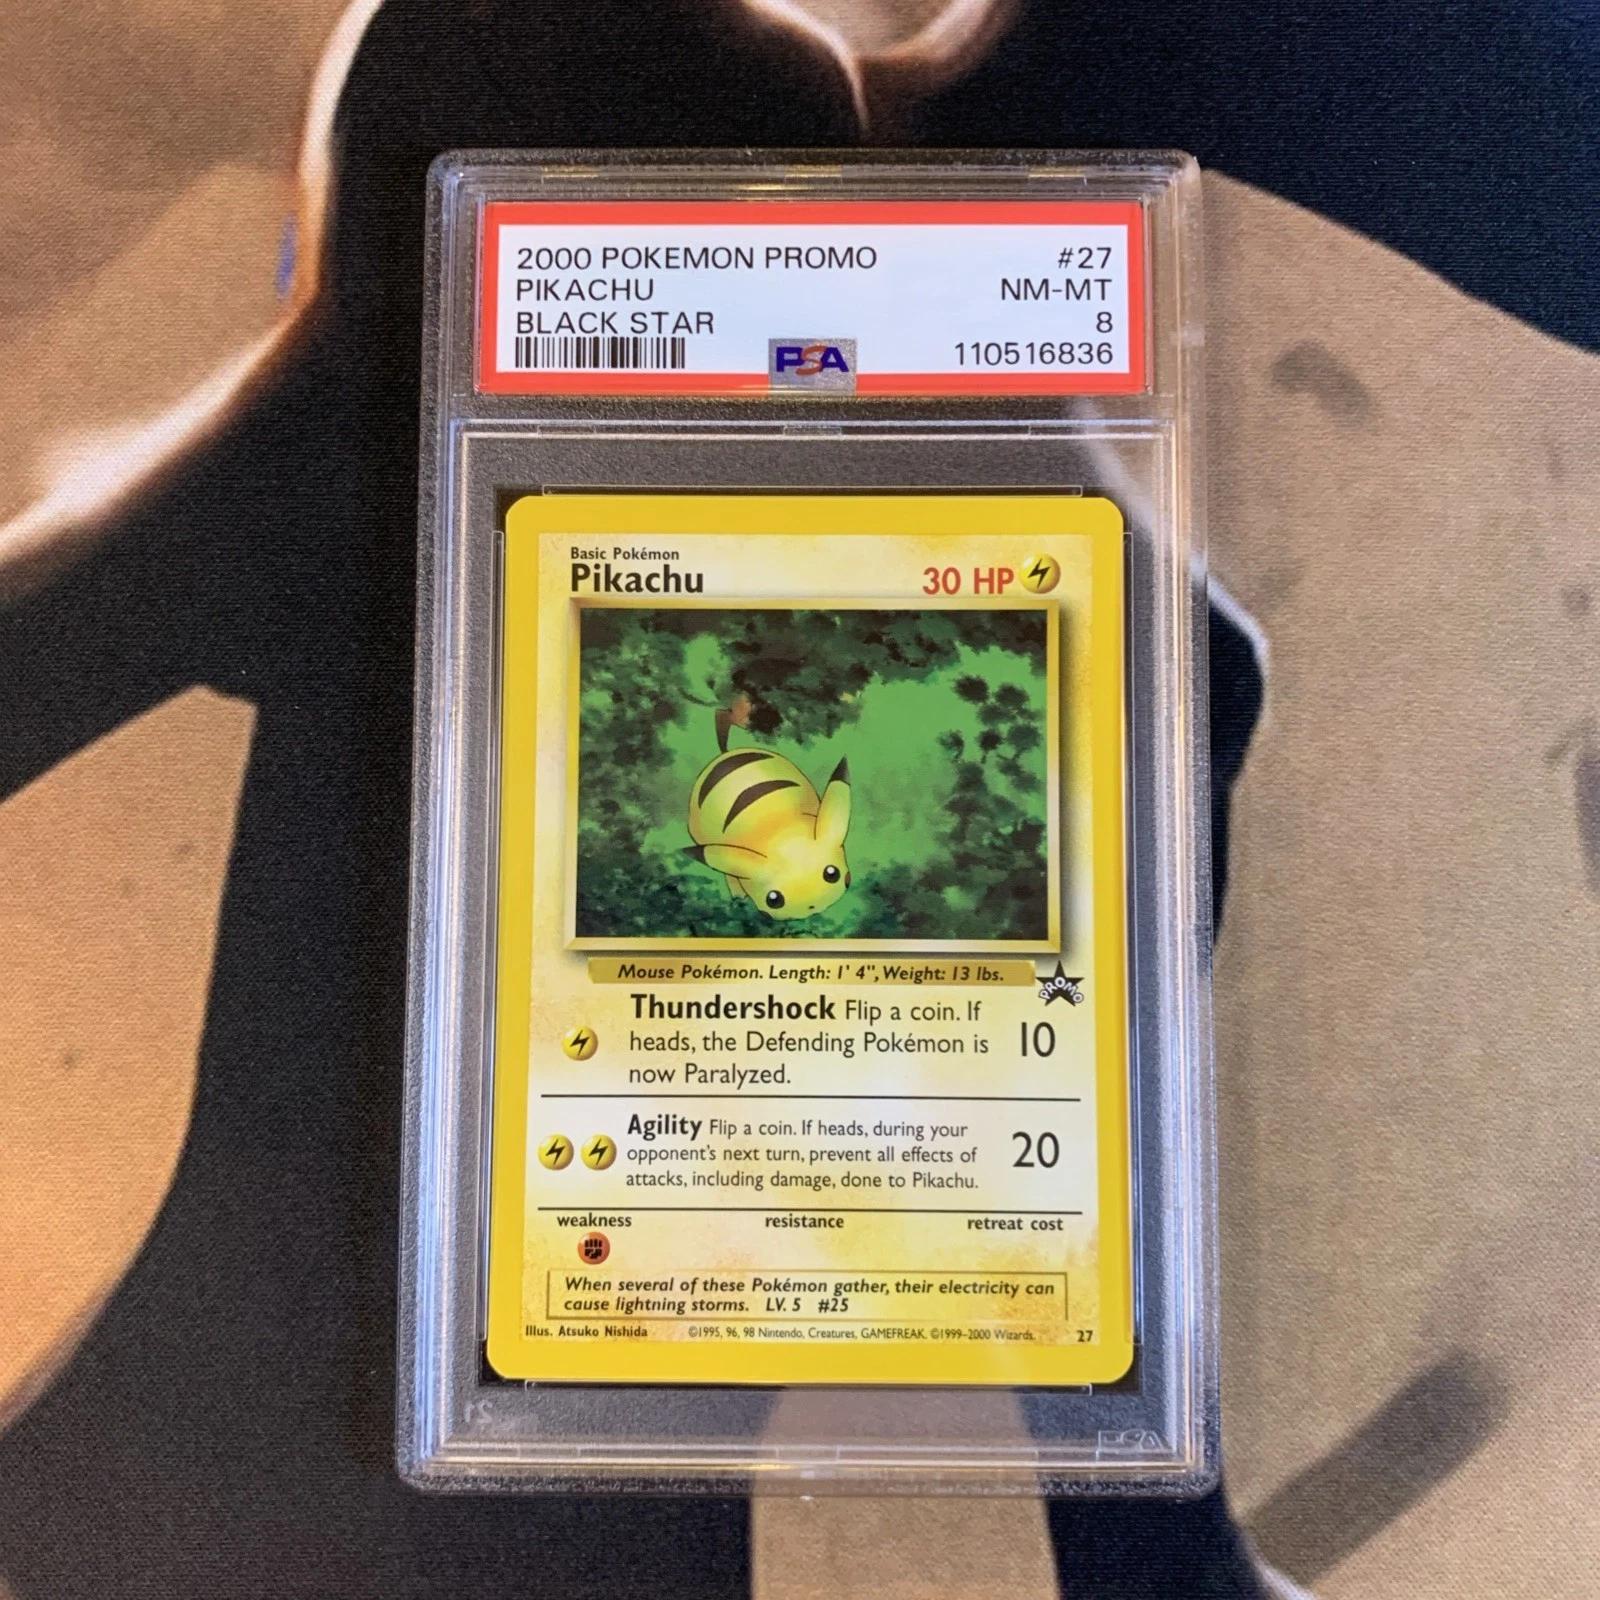 2000 POKEMON PROMO #27
PIKACHU NM-MT
BLACK STAR 8
PSA 110516836
Basic Pokémon
Pikachu 30 HP
Mouse Pokémon. Length: 1' 4", Weight: 13 lbs.
PROMO
Thundershock Flip a coin. If
heads, the Defending Pokémon is 10
now Paralyzed.
Agility Flip a coin. If heads, during your
opponent's next turn, prevent all effects of 20
attacks, including damage, done to Pikachu.
weakness resistance retreat cost
When several of these Pokémon gather, their electricity can
cause lightning storms. LV. 5 #25
Illus. Atsuko Nishida ©1995, 96, 98 Nintendo, Creatures, GAMEFREAK. ©1999-2000 Wizards. 27
PSA